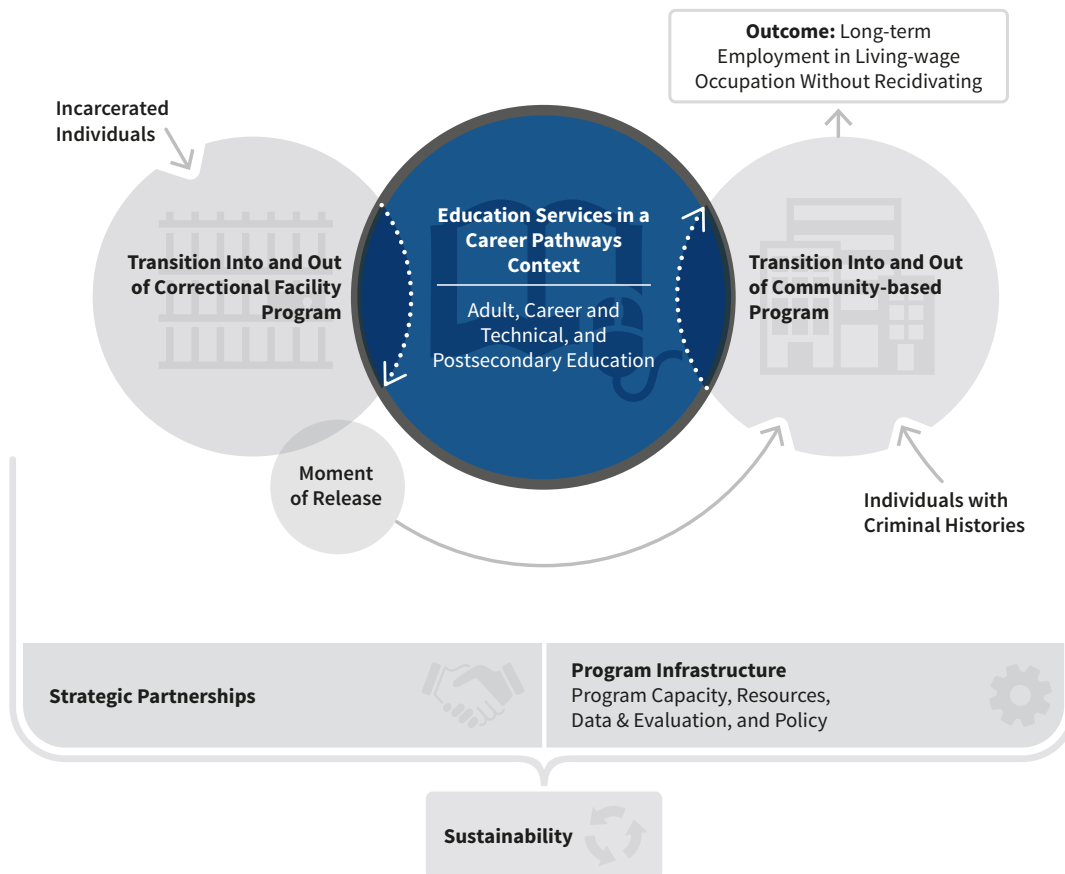 Outcome: Long-term
Employment in Living-wage
Occupation Without Recidivating
Incarcerated
Individuals
Education Services in a
Career Pathways
Context
Adult, Career and
Technical, and
Postsecondary Education
Transition Into and Out
of Correctional Facility
Program
Transition Into and Out
of Community-based
Program
Moment
of Release
Individuals with
Criminal Histories
Strategic Partnerships
Program Infrastructure
Program Capacity, Resources,
Data & Evaluation, and Policy
Sustainability